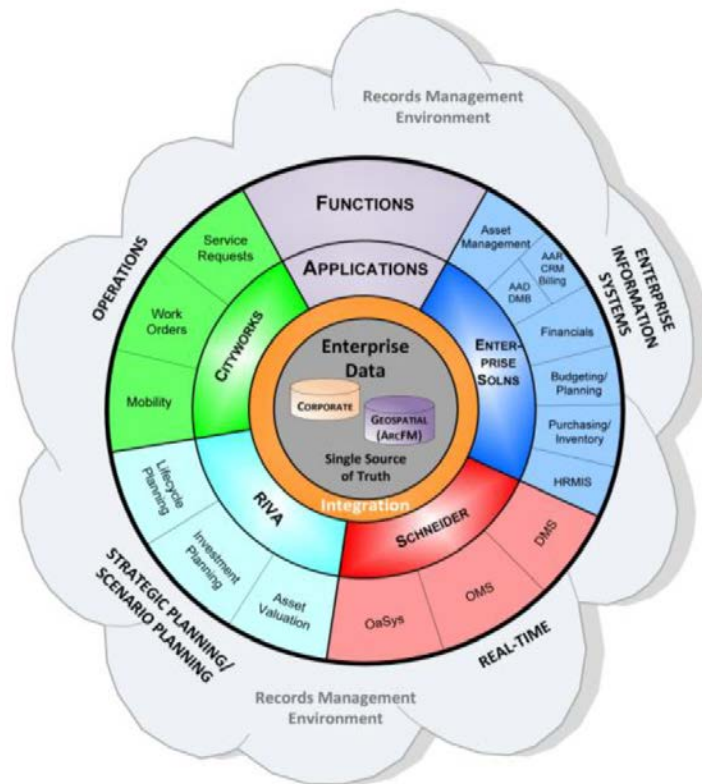 Records Management
Environment
FUNCTIONS
APPLICATIONS
OPERATIONS
Service
Requests
Work
Orders
Mobility
CITYWORKS
ENTERPRISE
INFORMATION
SYSTEMS
Asset
Management
AAR
CRM
Billing
AAD
DMB
Financials
Budgeting/
Planning
Purchasing/
Inventory
HRMIS
ENTER-
PRISE
SOLNS
Enterprise
Data
CORPORATE
GEOSPATIAL
(ARCFM)
Single Source
of Truth
Integration
RIVA
Lifecycle
Planning
Investment
Planning
Asset
Valuation
STRATEGIC PLANNING/
SCENARIO PLANNING
SCHNEIDER
OaSys
OMS
DMS
REAL-TIME
Records Management
Environment